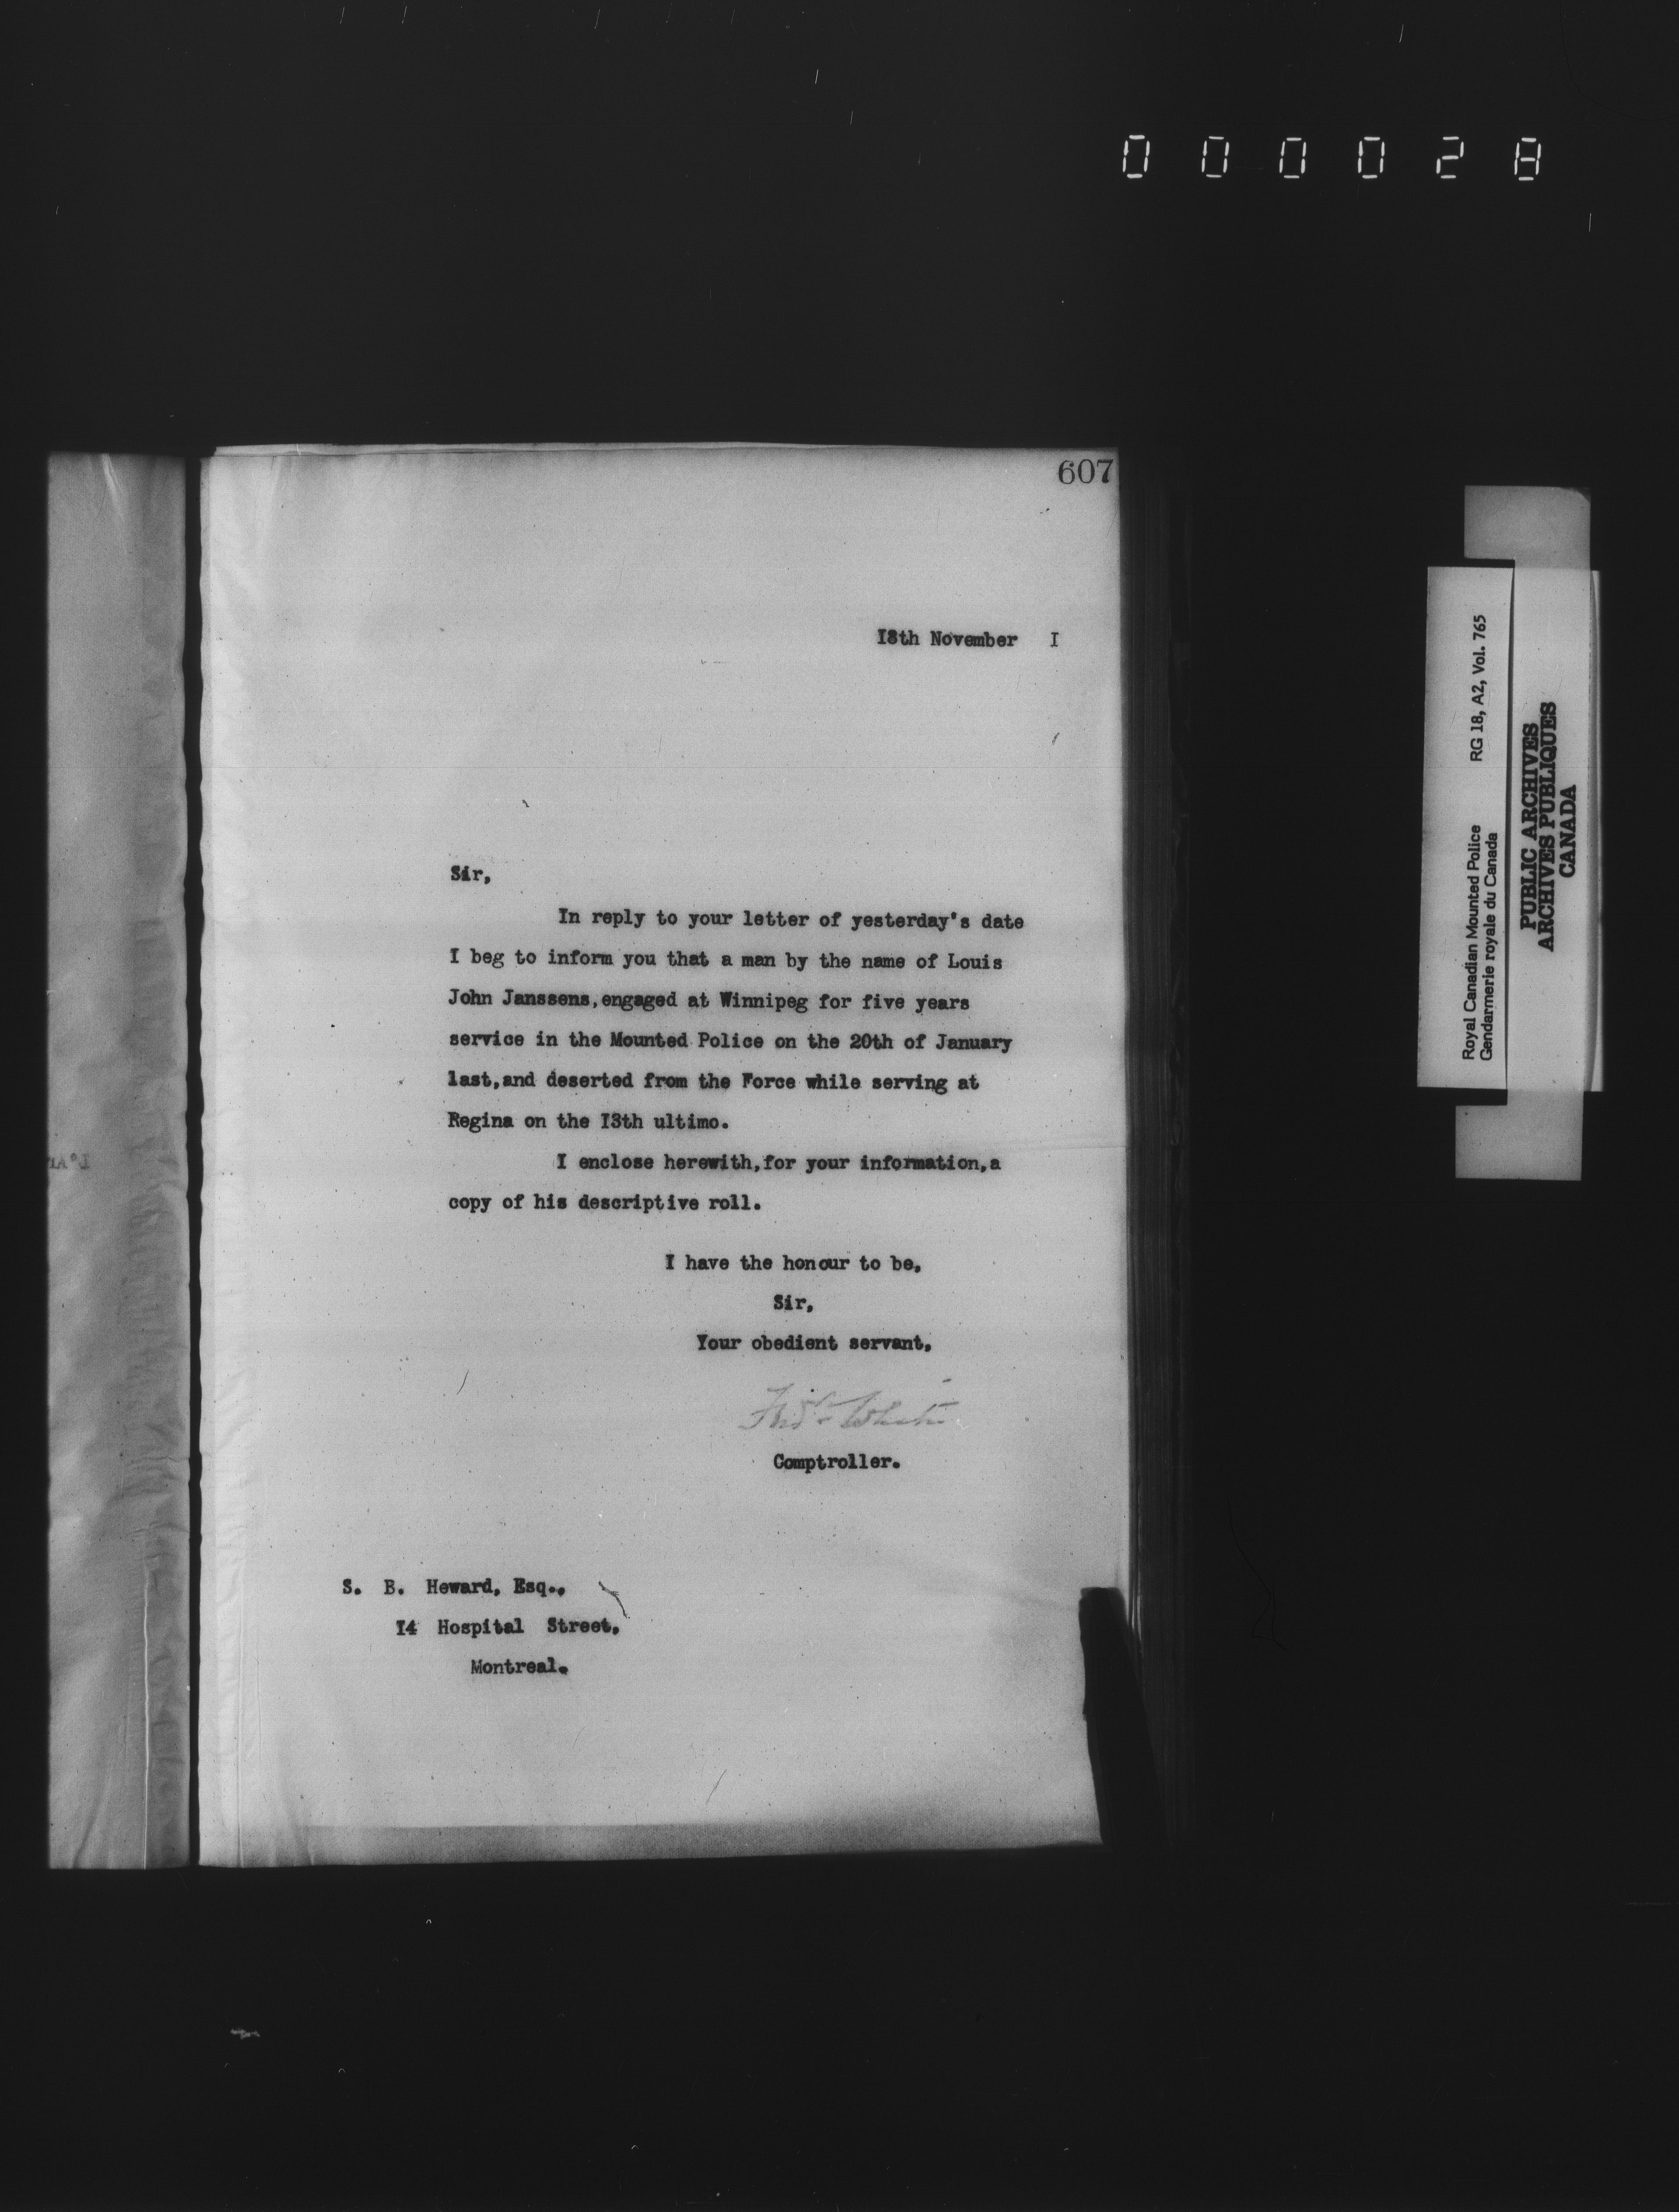 000028
607
13th November I
Sir,
In reply to your letter of yesterday's date
I beg to inform you that a man by the name of Louis
John Janssens,engaged at Winnipeg for five years
service in the Mounted Police on the 20th of January
last,and deserted from the Force while serving at
Regina on the I3th ultimo.
I enclose herewith,for your information,a
copy of his descriptive roll.
I have the honour to be,
Sir,
Your obedient servant,
Fred White
Comptroller.
S. B. Heward, Esq.,
I4 Hospital Street,
Montreal.
Royal Canadian Mounted Police RG 18, A2, Vol. 765
Gendarmerie royale du Canada
PUBLIC ARCHIVES
ARCHIVES PUBLIQUES
CANADA